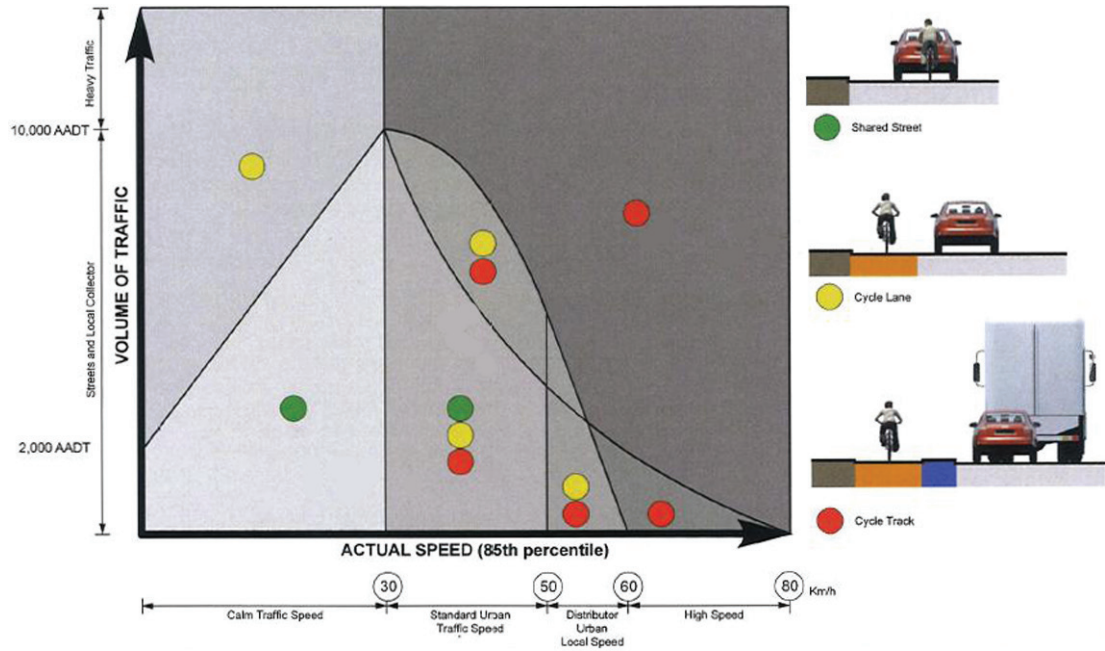 Heavy Traffic
10,000 AADT
Streets and Local Collector
VOLUME OF TRAFFIC
2,000 AADT
ACTUAL SPEED (85th percentile)
30
50
60
80
Km/h
Calm Traffic Speed
Standard Urban
Traffic Speed
Distributor
Urban
Local Speed
High Speed
Shared Street
Cycle Lane
Cycle Track